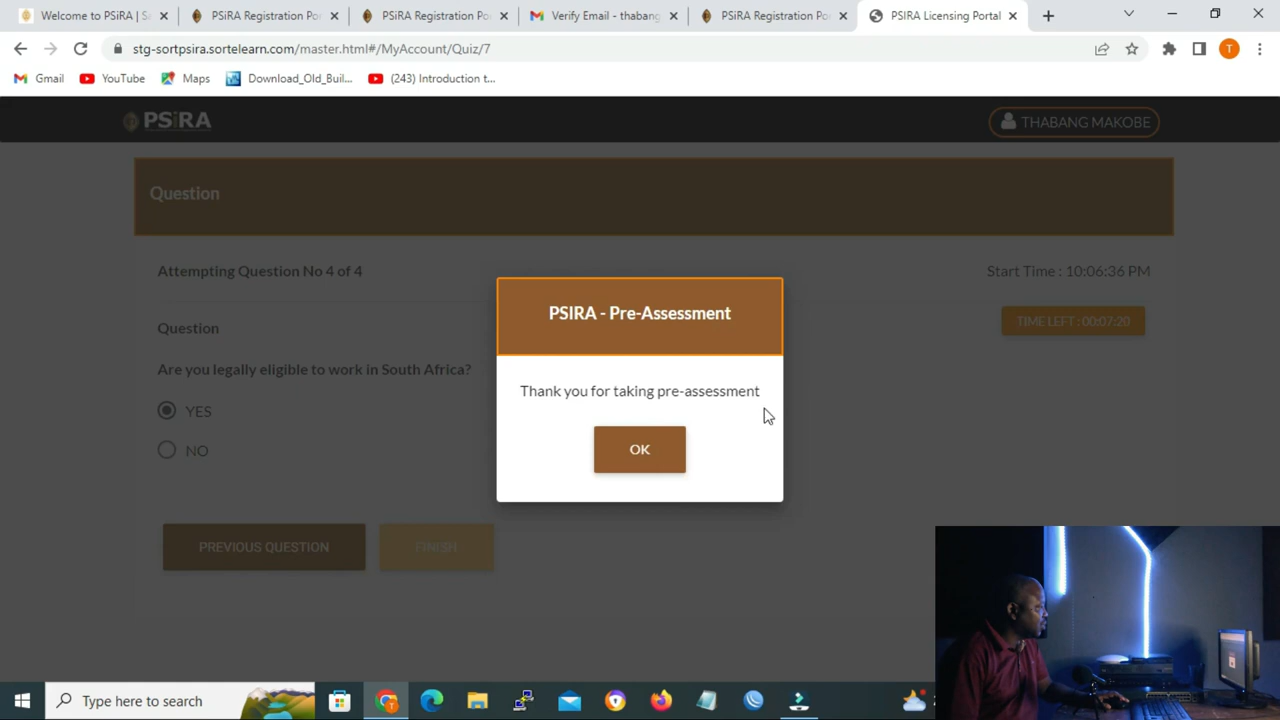 Welcome to PSiRA | S
PSiRA Registration Po
PSiRA Registration Po
Verify Email - thabang
PSiRA Registration Po
PSIRA Licensing Portal
stg-sortpsira.sortelearn.com/master.html#/MyAccount/Quiz/7
T
Gmail
YouTube
Maps
Download_Old_Buil...
(243) Introduction t...
PSiRA
THABANG MAKOBE
Question
Attempting Question No 4 of 4
Start Time : 10:06:36 PM
PSIRA - Pre-Assessment
Question
TIME LEFT : 00:07:20
Are you legally eligible to work in South Africa?
Thank you for taking pre-assessment
YES
NO
OK
PREVIOUS QUESTION
FINISH
Type here to search